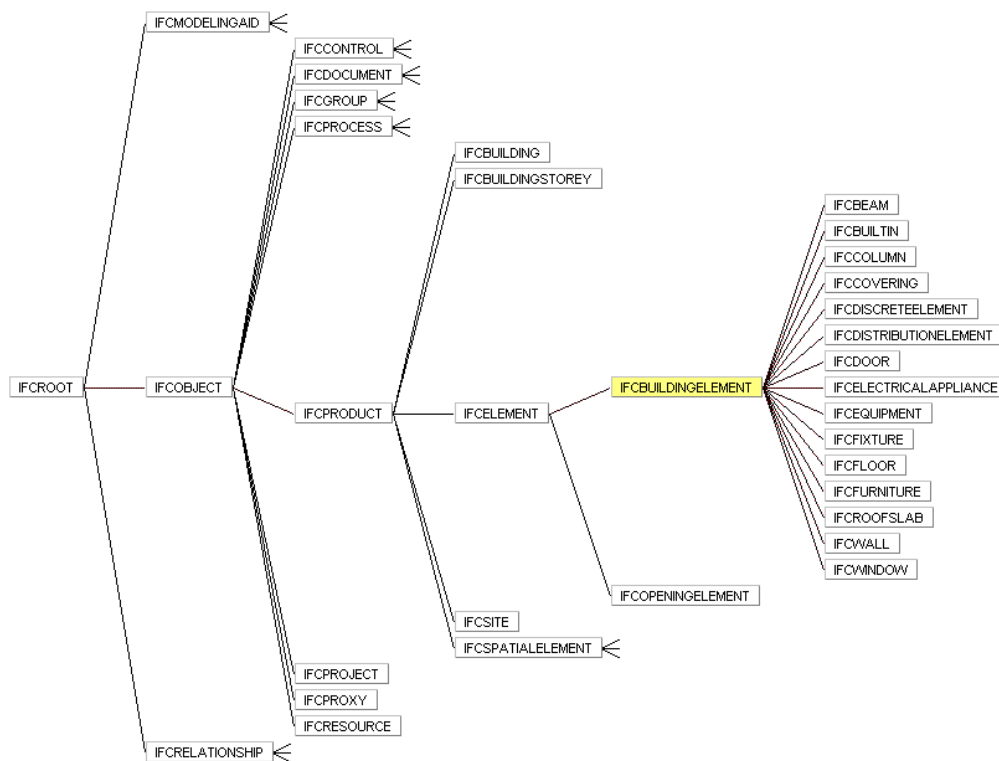 IFCMODELINGAID
IFCCONTROL
IFCDOCUMENT
IFCGROUP
IFCPROCESS
IFCBUILDING
IFCBUILDINGSTOREY
IFCBEAM
IFCBUILTIN
IFCCOLUMN
IFCCOVERING
IFCDISCRETEELEMENT
IFCDISTRIBUTIONELEMENT
IFCDOOR
IFCROOT
IFCOBJECT
IFCBUILDINGELEMENT
IFCELECTRICALAPPLIANCE
IFCPRODUCT
IFCELEMENT
IFCEQUIPMENT
IFCFIXTURE
IFCFLOOR
IFCFURNITURE
IFCROOFSLAB
IFCWALL
IFCWINDOW
IFCOPENINGELEMENT
IFCSITE
IFCSPATIALELEMENT
IFCPROJECT
IFCPROXY
IFCRESOURCE
IFCRELATIONSHIP